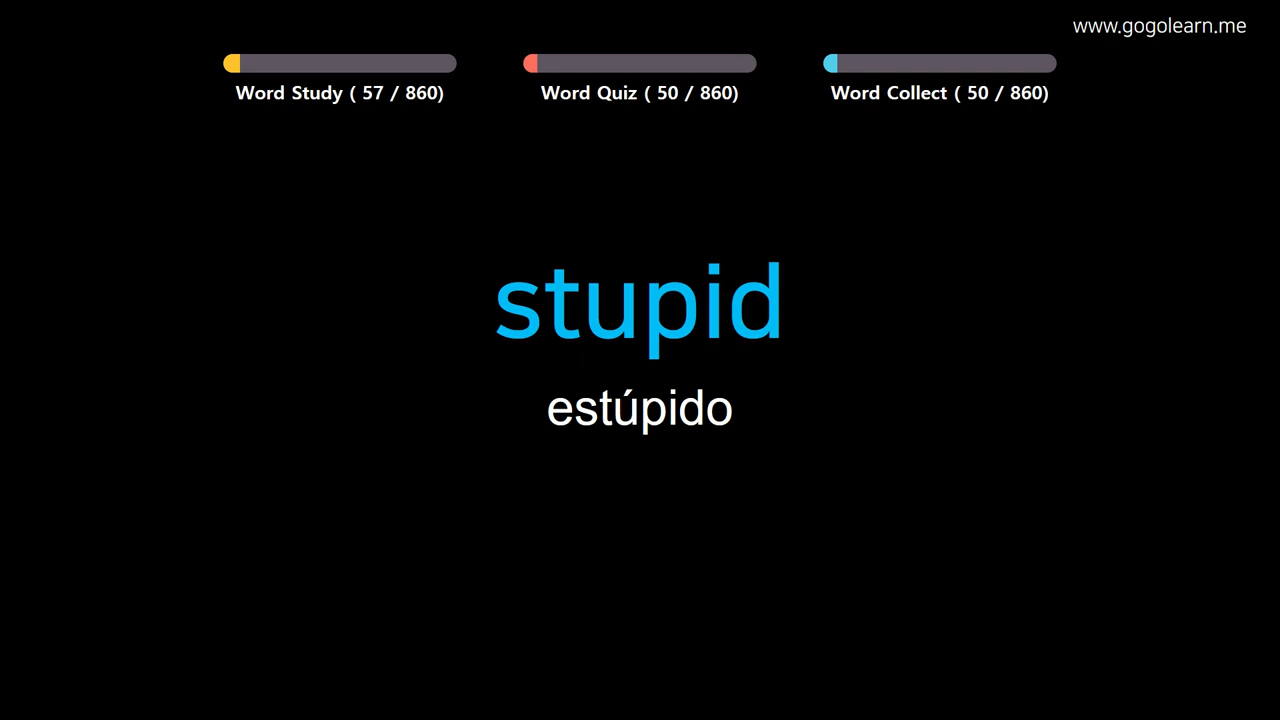 www.gogolearn.me
Word Study ( 57 / 860)
Word Quiz ( 50 / 860)
Word Collect ( 50 / 860)
stupid
estúpido